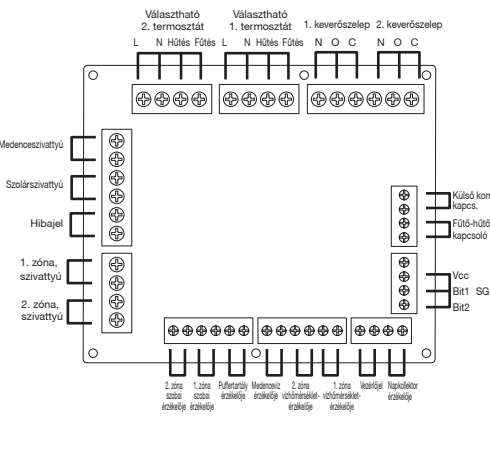 Választható
2. termosztát
Választható
1. termosztát
1. keverőszelep
2. keverőszelep
L N Hűtés Fűtés
L N Hűtés Fűtés
N O C
N O C
Medenceszivattyú
Szolárszivattyú
Hibajel
1. zóna,
szivattyú
2. zóna,
szivattyú
Külső kom
kapcs.
Fűtő-hűtő
kapcsoló
Vcc
Bit1 SG
Bit2
2. zóna
szobai
érzékelője
1. zóna
szobai
érzékelője
Puffertartály
érzékelője
Medencevíz
érzékelője
2. zóna
vízhőmérséklet-
érzékelője
1. zóna
vízhőmérséklet-
érzékelője
Vezérlőjel
Napkollektor
érzékelője